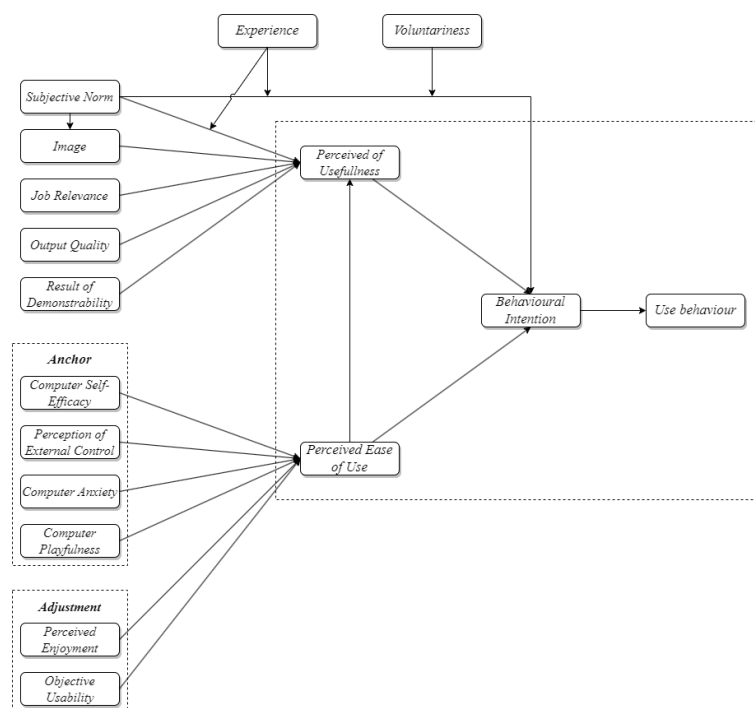 Experience
Voluntariness
Subjective Norm
Image
Perceived of
Usefullness
Job Relevance
Output Quality
Result of
Demonstrability
Behavioural
Intention
Use behaviour
Anchor
Computer Self-
Efficacy
Perception of
External Control
Perceived Ease
of Use
Computer Anxiety
Computer
Playfulness
Adjustment
Perceived
Enjoyment
Objective
Usability